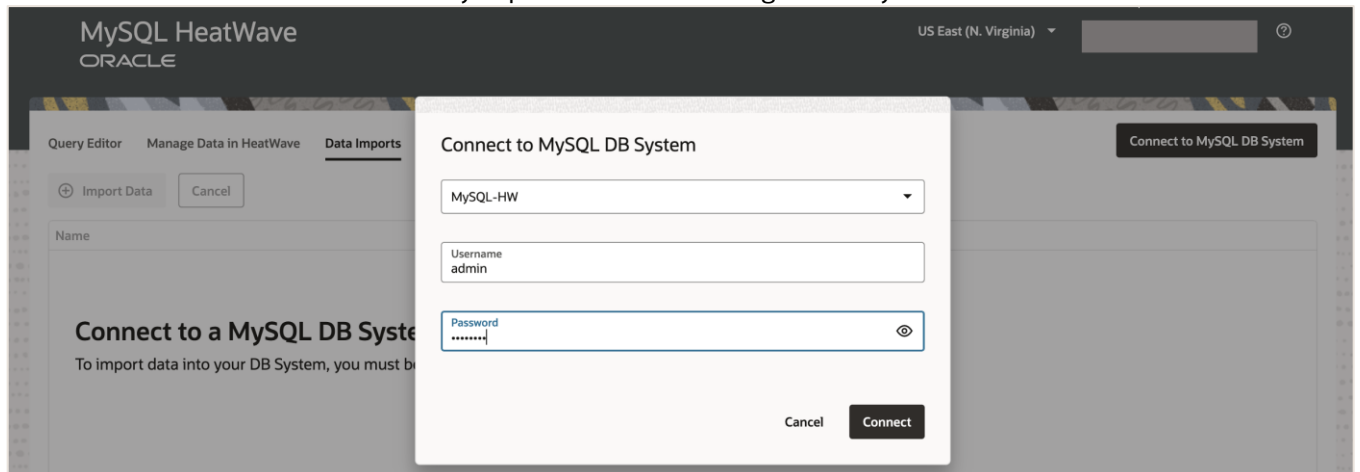 MySQL HeatWave
ORACLE
US East (N. Virginia)
Query Editor Manage Data in HeatWave Data Imports
Connect to MySQL DB System
Import Data Cancel
Name
Connect to a MySQL DB Syste
To import data into your DB System, you must b
Connect to MySQL DB System
MySQL-HW
Username
admin
Password
••••••••
Cancel Connect